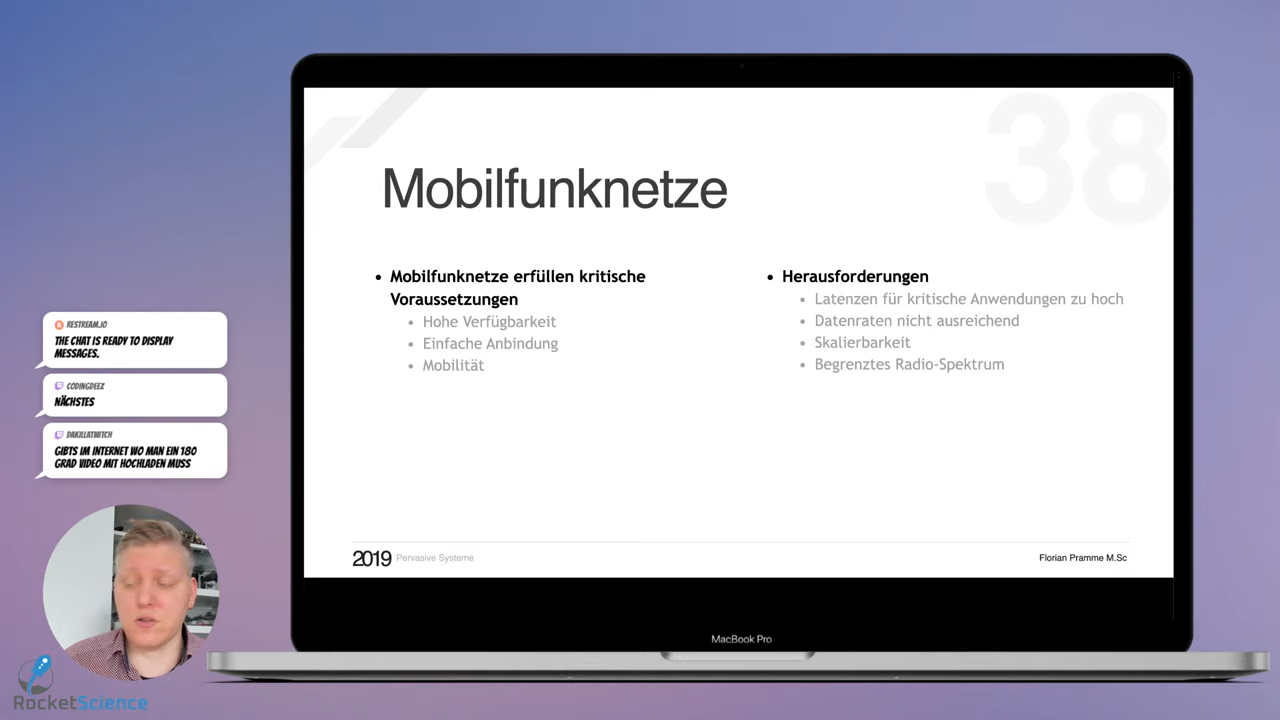 38
Mobilfunknetze
Mobilfunknetze erfüllen kritische
Voraussetzungen
Hohe Verfügbarkeit
Einfache Anbindung
Mobilität
Herausforderungen
Latenzen für kritische Anwendungen zu hoch
Datenraten nicht ausreichend
Skalierbarkeit
Begrenztes Radio-Spektrum
2019 Pervasive Systeme
Florian Pramme M.Sc
MacBook Pro
RESTREAM.IO
THE CHAT IS READY TO DISPLAY
MESSAGES.
CODINGDEEZ
NÄCHSTES
DAKILLATWITCH
GIBTS IM INTERNET WO MAN EIN 180
GRAD VIDEO MIT HOCHLADEN MUSS
RocketScience